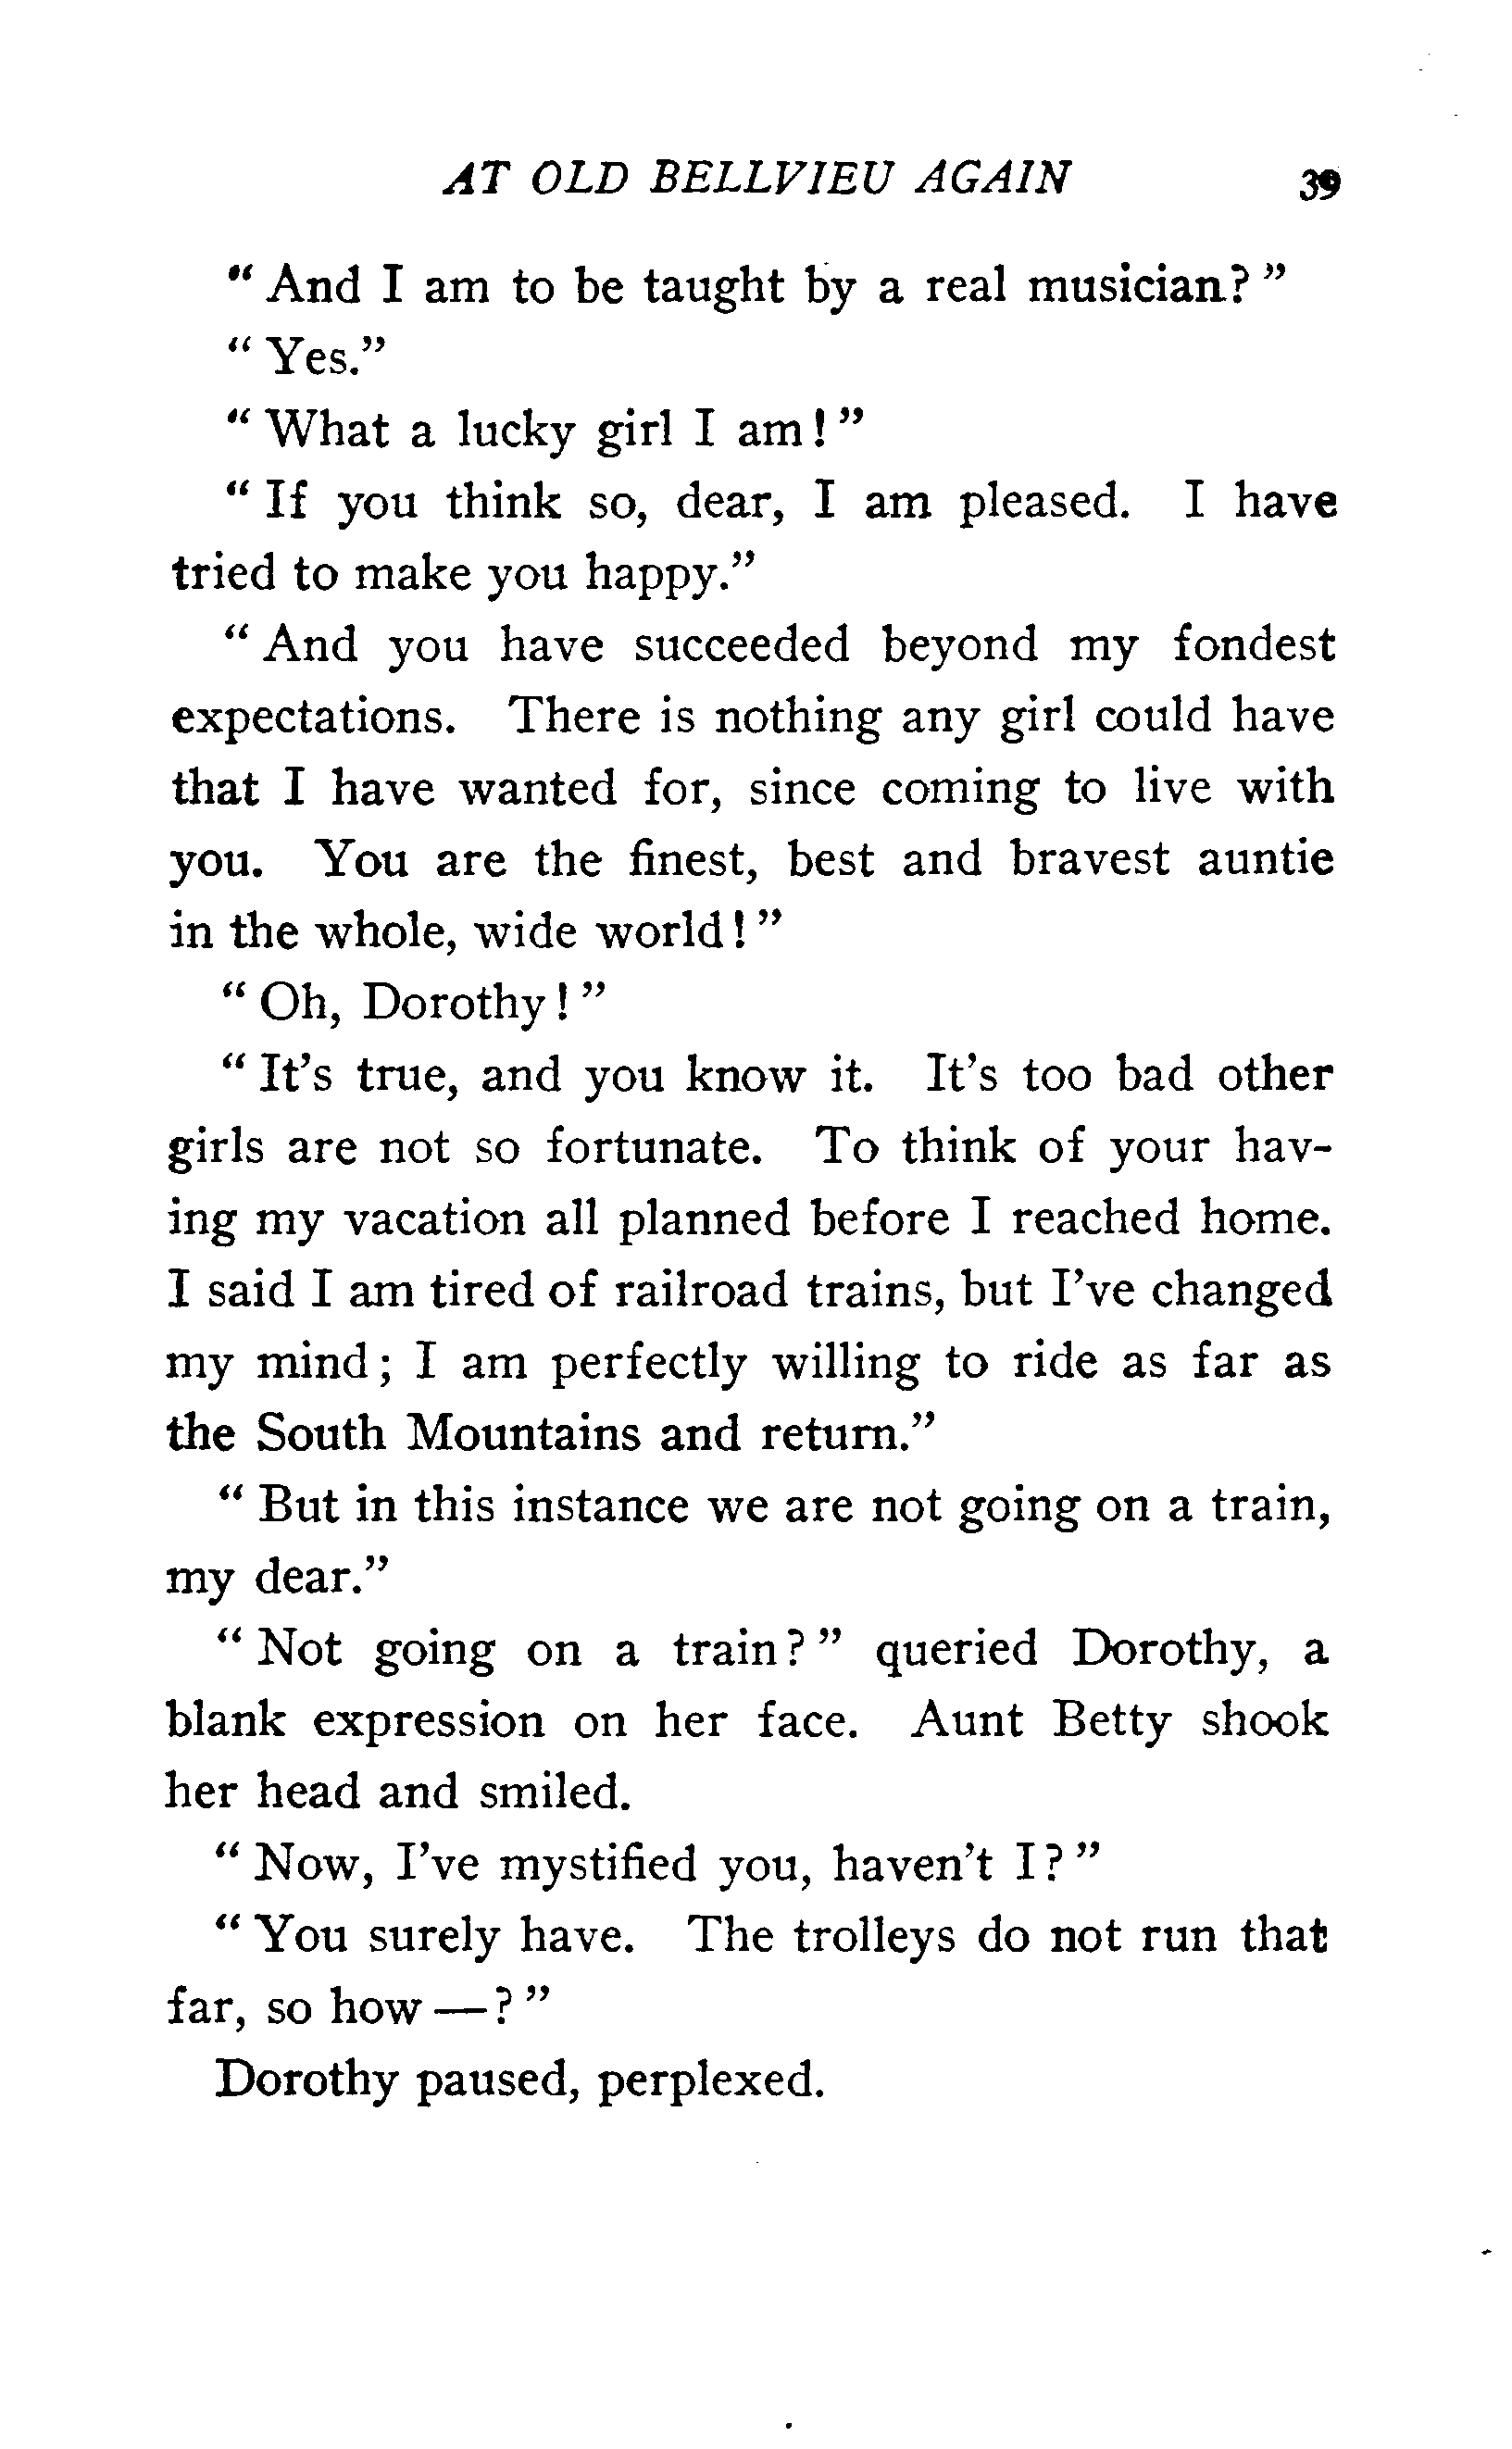 AT OLD BELLVIEU AGAIN 39
" And I am to be taught by a real musician? "
" Yes."
" What a lucky girl I am! "
" If you think so, dear, I am pleased. I have
tried to make you happy."
" And you have succeeded beyond my fondest
expectations. There is nothing any girl could have
that I have wanted for, since coming to live with
you. You are the finest, best and bravest auntie
in the whole, wide world! "
" Oh, Dorothy! "
" It's true, and you know it. It's too bad other
girls are not so fortunate. To think of your hav-
ing my vacation all planned before I reached home.
I said I am tired of railroad trains, but I've changed
my mind; I am perfectly willing to ride as far as
the South Mountains and return."
" But in this instance we are not going on a train,
my dear."
" Not going on a train? " queried Dorothy, a
blank expression on her face. Aunt Betty shook
her head and smiled.
" Now, I've mystified you, haven't I? "
" You surely have. The trolleys do not run that
far, so how —? "
Dorothy paused, perplexed.